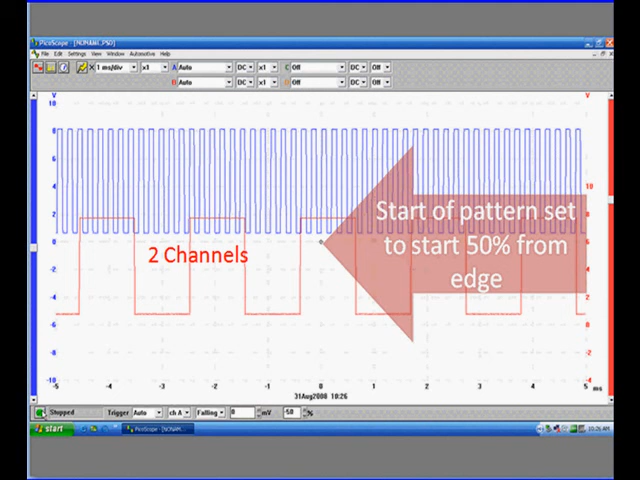 PicoScope - [NONAME.PSD]
File Edit Settings View Window Automotive Help
X 1 ms/div x1 A Auto DC x1 C Off DC Off
B Auto DC x1 Off DC Off
V V
10
8
6
4
2
0
-2
-4
-6
-8
-10
10
8
6
4
2
0
-2
-4
Start of pattern set
to start 50% from
edge
2 Channels
-5 -4 -3 -2 -1 0 1 2 3 4 5 ms
31Aug2008 10:26
Stopped Trigger Auto ch A Falling 0 mV -50 %
start PicoScope - [NONAM... 10:26 AM